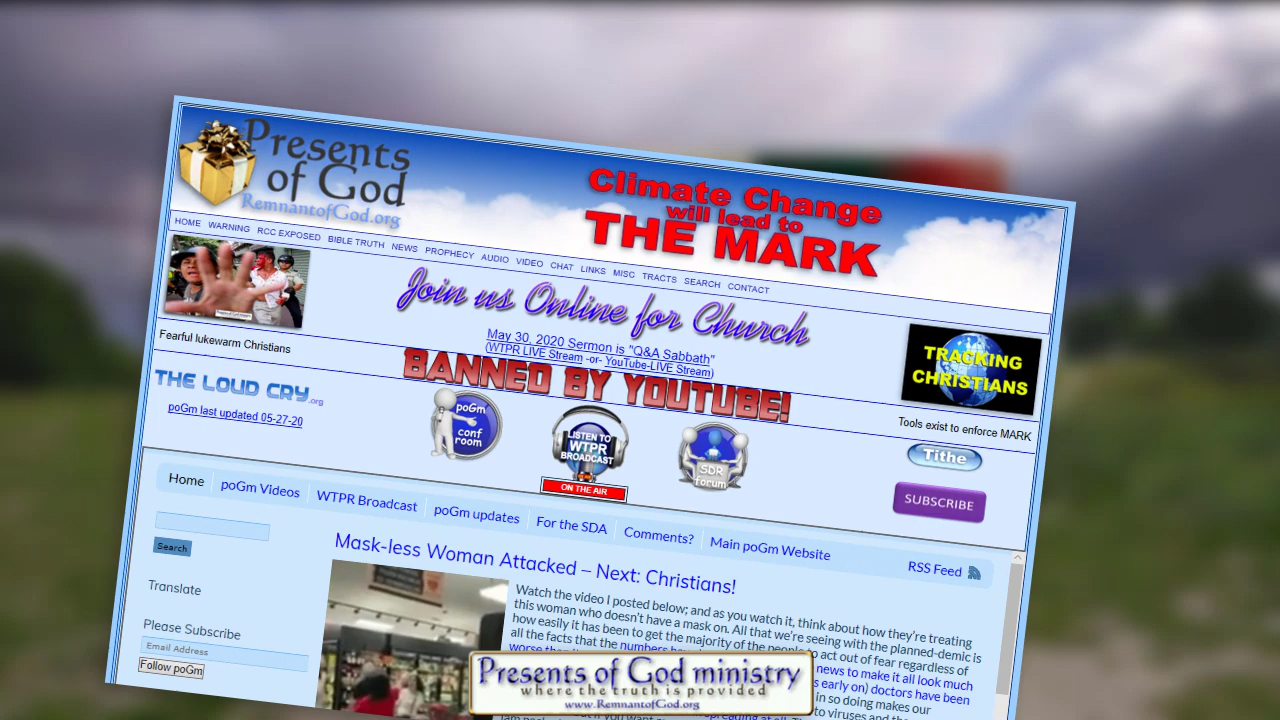 Presents
of God
RemnantofGod.org
Climate Change
will lead to
THE MARK
HOME WARNING RCC EXPOSED BIBLE TRUTH NEWS PROPHECY AUDIO VIDEO CHAT LINKS MISC TRACTS SEARCH CONTACT
Join us Online for Church
May 30, 2020 Sermon is "Q&A Sabbath"
(WTPR LIVE Stream -or- YouTube-LIVE Stream)
TRACKING
CHRISTIANS
Fearful lukewarm Christians
BANNED BY YOUTUBE!
Tools exist to enforce MARK
THE LOUD CRY.org
poGm last updated 05-27-20
poGm
conf
room
LISTEN TO
WTPR
BROADCAST
ON THE AIR
SDR
forum
Tithe
SUBSCRIBE
Home poGm Videos WTPR Broadcast poGm updates For the SDA Comments? Main poGm Website RSS Feed
Search
Translate
Please Subscribe
Email Address
Follow poGm
Mask-less Woman Attacked – Next: Christians!
Watch the video I posted below; and as you watch it, think about how they're treating
this woman who doesn't have a mask on. All that we're seeing with the planned-demic is
how easily it has been to get the majority of the people to act out of fear regardless of
all the facts that the numbers
news to make it all look much
early on) doctors have been
in so doing makes our
to viruses and the
spreading at all.
Presents of God ministry
where the truth is provided
www.RemnantofGod.org